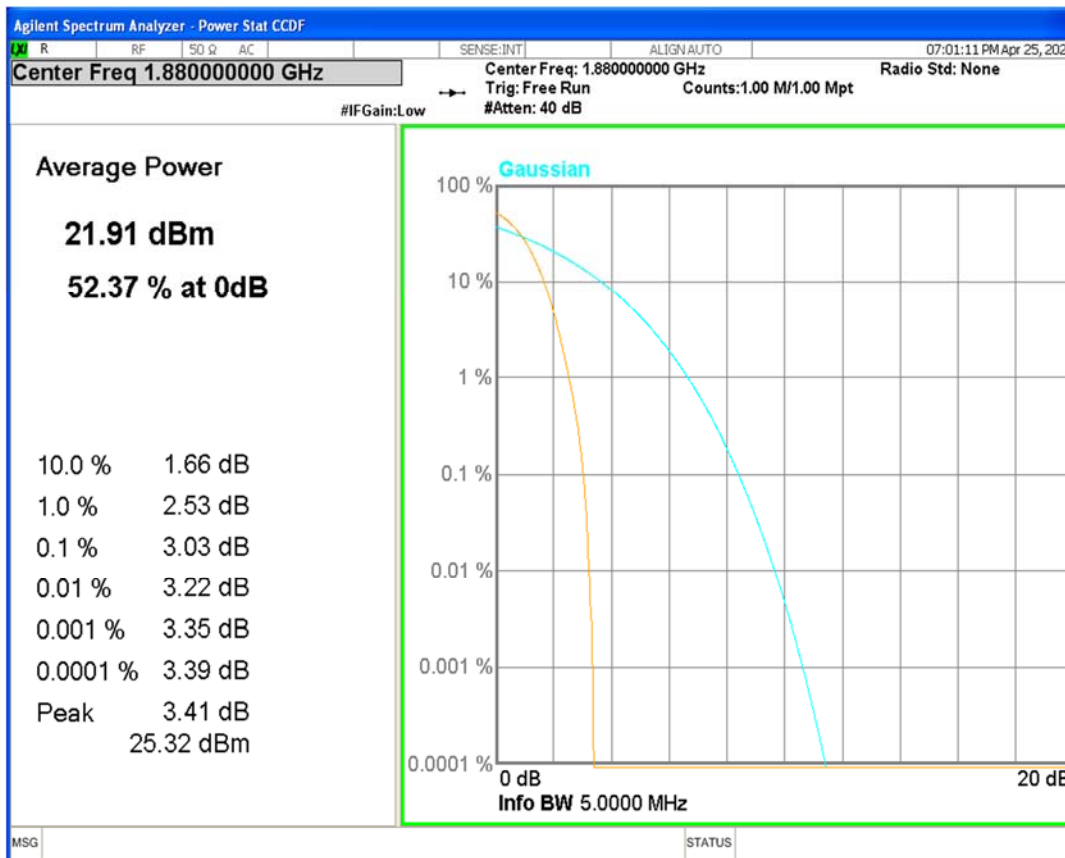 Agilent Spectrum Analyzer - Power Stat CCDF
LXI R RF 50 Ω AC SENSE:INT ALIGN AUTO 07:01:11 PM Apr 25, 202
Center Freq 1.880000000 GHz
Center Freq: 1.880000000 GHz Radio Std: None
Trig: Free Run Counts:1.00 M/1.00 Mpt
#IFGain:Low #Atten: 40 dB
Average Power
21.91 dBm
52.37 % at 0dB
10.0 % 1.66 dB
1.0 % 2.53 dB
0.1 % 3.03 dB
0.01 % 3.22 dB
0.001 % 3.35 dB
0.0001 % 3.39 dB
Peak 3.41 dB
25.32 dBm
Gaussian
100 %
10 %
1 %
0.1 %
0.01 %
0.001 %
0.0001 %
0 dB 20 dB
Info BW 5.0000 MHz
MSG STATUS